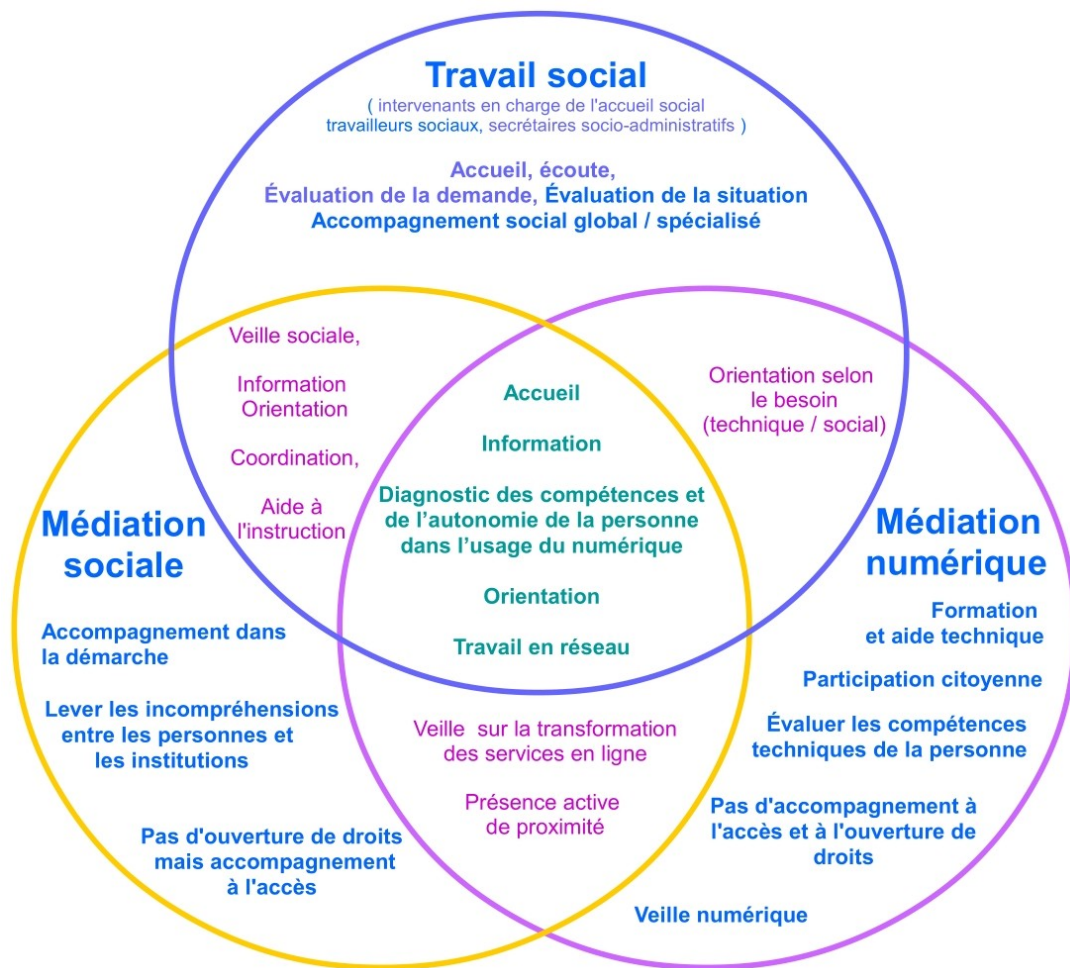 Travail social
( intervenants en charge de l'accueil social
travailleurs sociaux, secrétaires socio-administratifs )
Accueil, écoute,
Évaluation de la demande, Évaluation de la situation
Accompagnement social global / spécialisé
Veille sociale,
Information
Orientation
Coordination,
Aide à
l'instruction
Accueil
Information
Diagnostic des compétences et
de l’autonomie de la personne
dans l’usage du numérique
Orientation
Travail en réseau
Orientation selon
le besoin
(technique / social)
Médiation
sociale
Accompagnement dans
la démarche
Lever les incompréhensions
entre les personnes et
les institutions
Pas d'ouverture de droits
mais accompagnement
à l'accès
Veille sur la transformation
des services en ligne
Présence active
de proximité
Médiation
numérique
Formation
et aide technique
Participation citoyenne
Évaluer les compétences
techniques de la personne
Pas d'accompagnement à
l'accès et à l'ouverture de
droits
Veille numérique